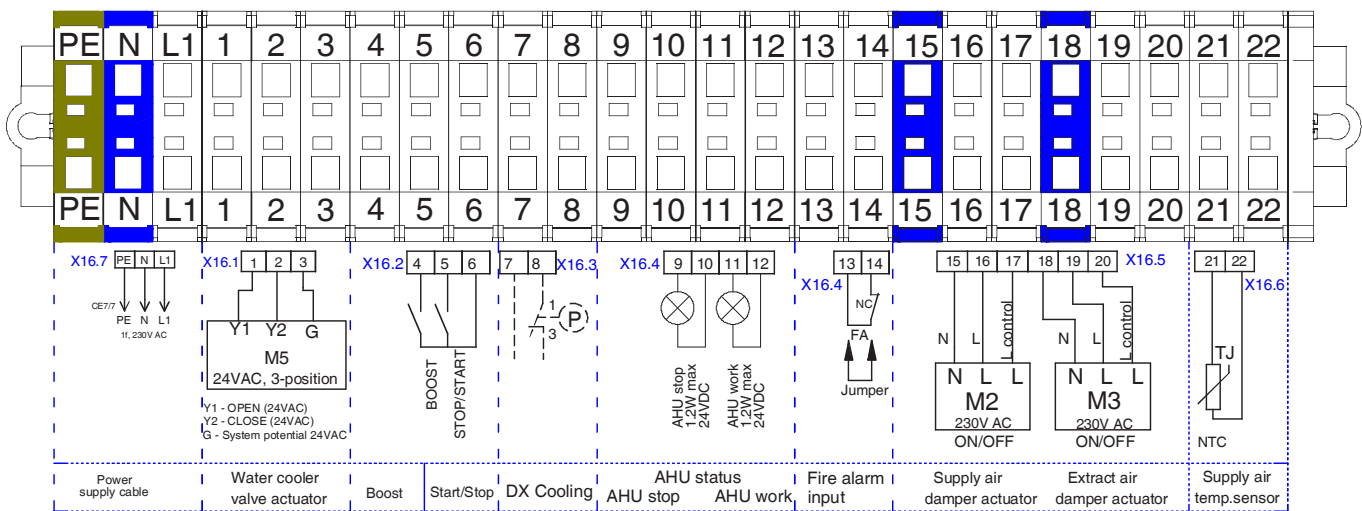 PE N L1 1 2 3 4 5 6 7 8 9 10 11 12 13 14 15 16 17 18 19 20 21 22
PE N L1 1 2 3 4 5 6 7 8 9 10 11 12 13 14 15 16 17 18 19 20 21 22
X16.7 PE N L1
CE7/7
PE N L1
1f, 230V AC
X16.1 1 2 3
Y1 Y2 G
M5
24VAC, 3-position
Y1 - OPEN (24VAC)
Y2 - CLOSE (24VAC)
G - System potential 24VAC
X16.2 4 5 6
BOOST
STOP/START
7 8 X16.3
1
P
3
X16.4 9 10 11 12
AHU stop
1.2W max
24VDC
AHU work
1.2W max
24VDC
13 14
X16.4
NC
FA
Jumper
15 16 17 18 19 20 X16.5
N L L control
N L L
M2
230V AC
ON/OFF
N L L control
N L L
M3
230V AC
ON/OFF
21 22
X16.6
TJ
NTC
Power
supply cable
Water cooler
valve actuator
Boost
Start/Stop
DX Cooling
AHU status
AHU stop AHU work
Fire alarm
input
Supply air
damper actuator
Extract air
damper actuator
Supply air
temp.sensor